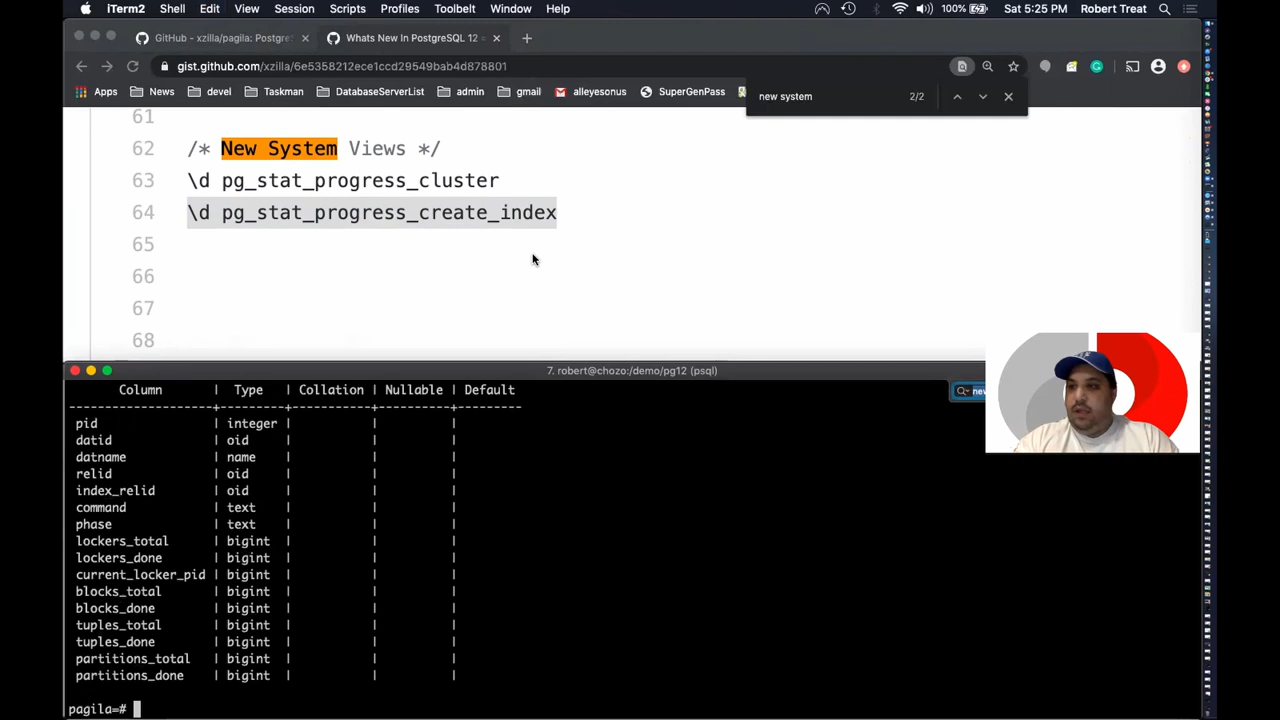 iTerm2 Shell Edit View Session Scripts Profiles Toolbelt Window Help 100% Sat 5:25 PM Robert Treat
GitHub - xzilla/pagila: Postgre
Whats New In PostgreSQL 12
gist.github.com/xzilla/6e5358212ece1ccd29549bab4d878801
Apps News devel Taskman DatabaseServerList admin gmail alleyesonus SuperGenPass
new system 2/2
61
62 /* New System Views */
63 \d pg_stat_progress_cluster
64 \d pg_stat_progress_create_index
65
66
67
68
7. robert@chozo:/demo/pg12 (psql)
Column | Type | Collation | Nullable | Default
pid | integer | | |
datid | oid | | |
datname | name | | |
relid | oid | | |
index_relid | oid | | |
command | text | | |
phase | text | | |
lockers_total | bigint | | |
lockers_done | bigint | | |
current_locker_pid | bigint | | |
blocks_total | bigint | | |
blocks_done | bigint | | |
tuples_total | bigint | | |
tuples_done | bigint | | |
partitions_total | bigint | | |
partitions_done | bigint | | |
pagila=#